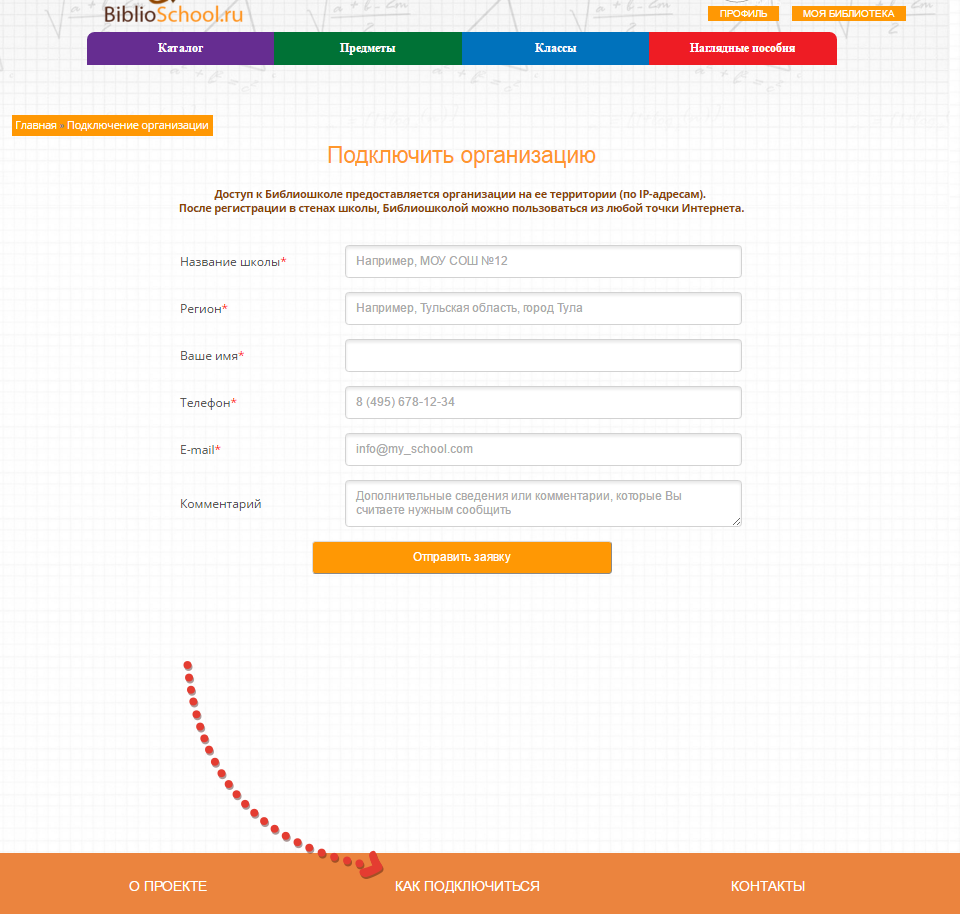 BiblioSchool.ru
ПРОФИЛЬ МОЯ БИБЛИОТЕКА
Каталог Предметы Классы Наглядные пособия
Главная » Подключение организации
Подключить организацию
Доступ к Библиошколе предоставляется организации на ее территории (по IP-адресам).
После регистрации в стенах школы, Библиошколой можно пользоваться из любой точки Интернета.
Название школы* Например, МОУ СОШ №12
Регион* Например, Тульская область, город Тула
Ваше имя*
Телефон* 8 (495) 678-12-34
E-mail* info@my_school.com
Комментарий Дополнительные сведения или комментарии, которые Вы
считаете нужным сообщить
Отправить заявку
О ПРОЕКТЕ КАК ПОДКЛЮЧИТЬСЯ КОНТАКТЫ